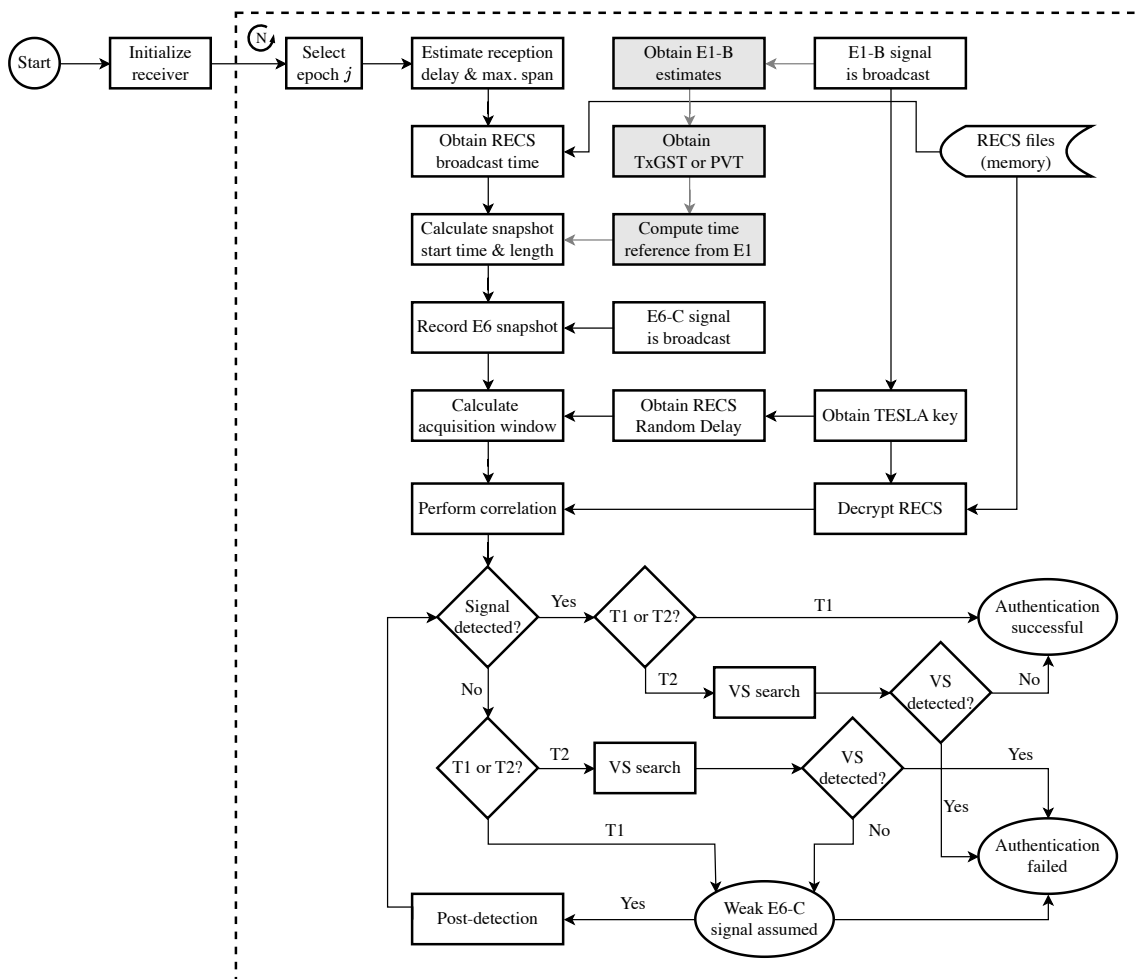 N
Start
Initialize
receiver
Select
epoch j
Estimate reception
delay & max. span
Obtain E1-B
estimates
E1-B signal
is broadcast
Obtain RECS
broadcast time
Obtain
TxGST or PVT
RECS files
(memory)
Calculate snapshot
start time & length
Compute time
reference from E1
Record E6 snapshot
E6-C signal
is broadcast
Calculate
acquisition window
Obtain RECS
Random Delay
Obtain TESLA key
Perform correlation
Decrypt RECS
Signal
detected?
Yes
T1 or T2?
T1
Authentication
successful
No
T2
VS search
VS
detected?
No
T1 or T2?
T2
VS search
VS
detected?
Yes
Yes
T1
No
Authentication
failed
Post-detection
Yes
Weak E6-C
signal assumed